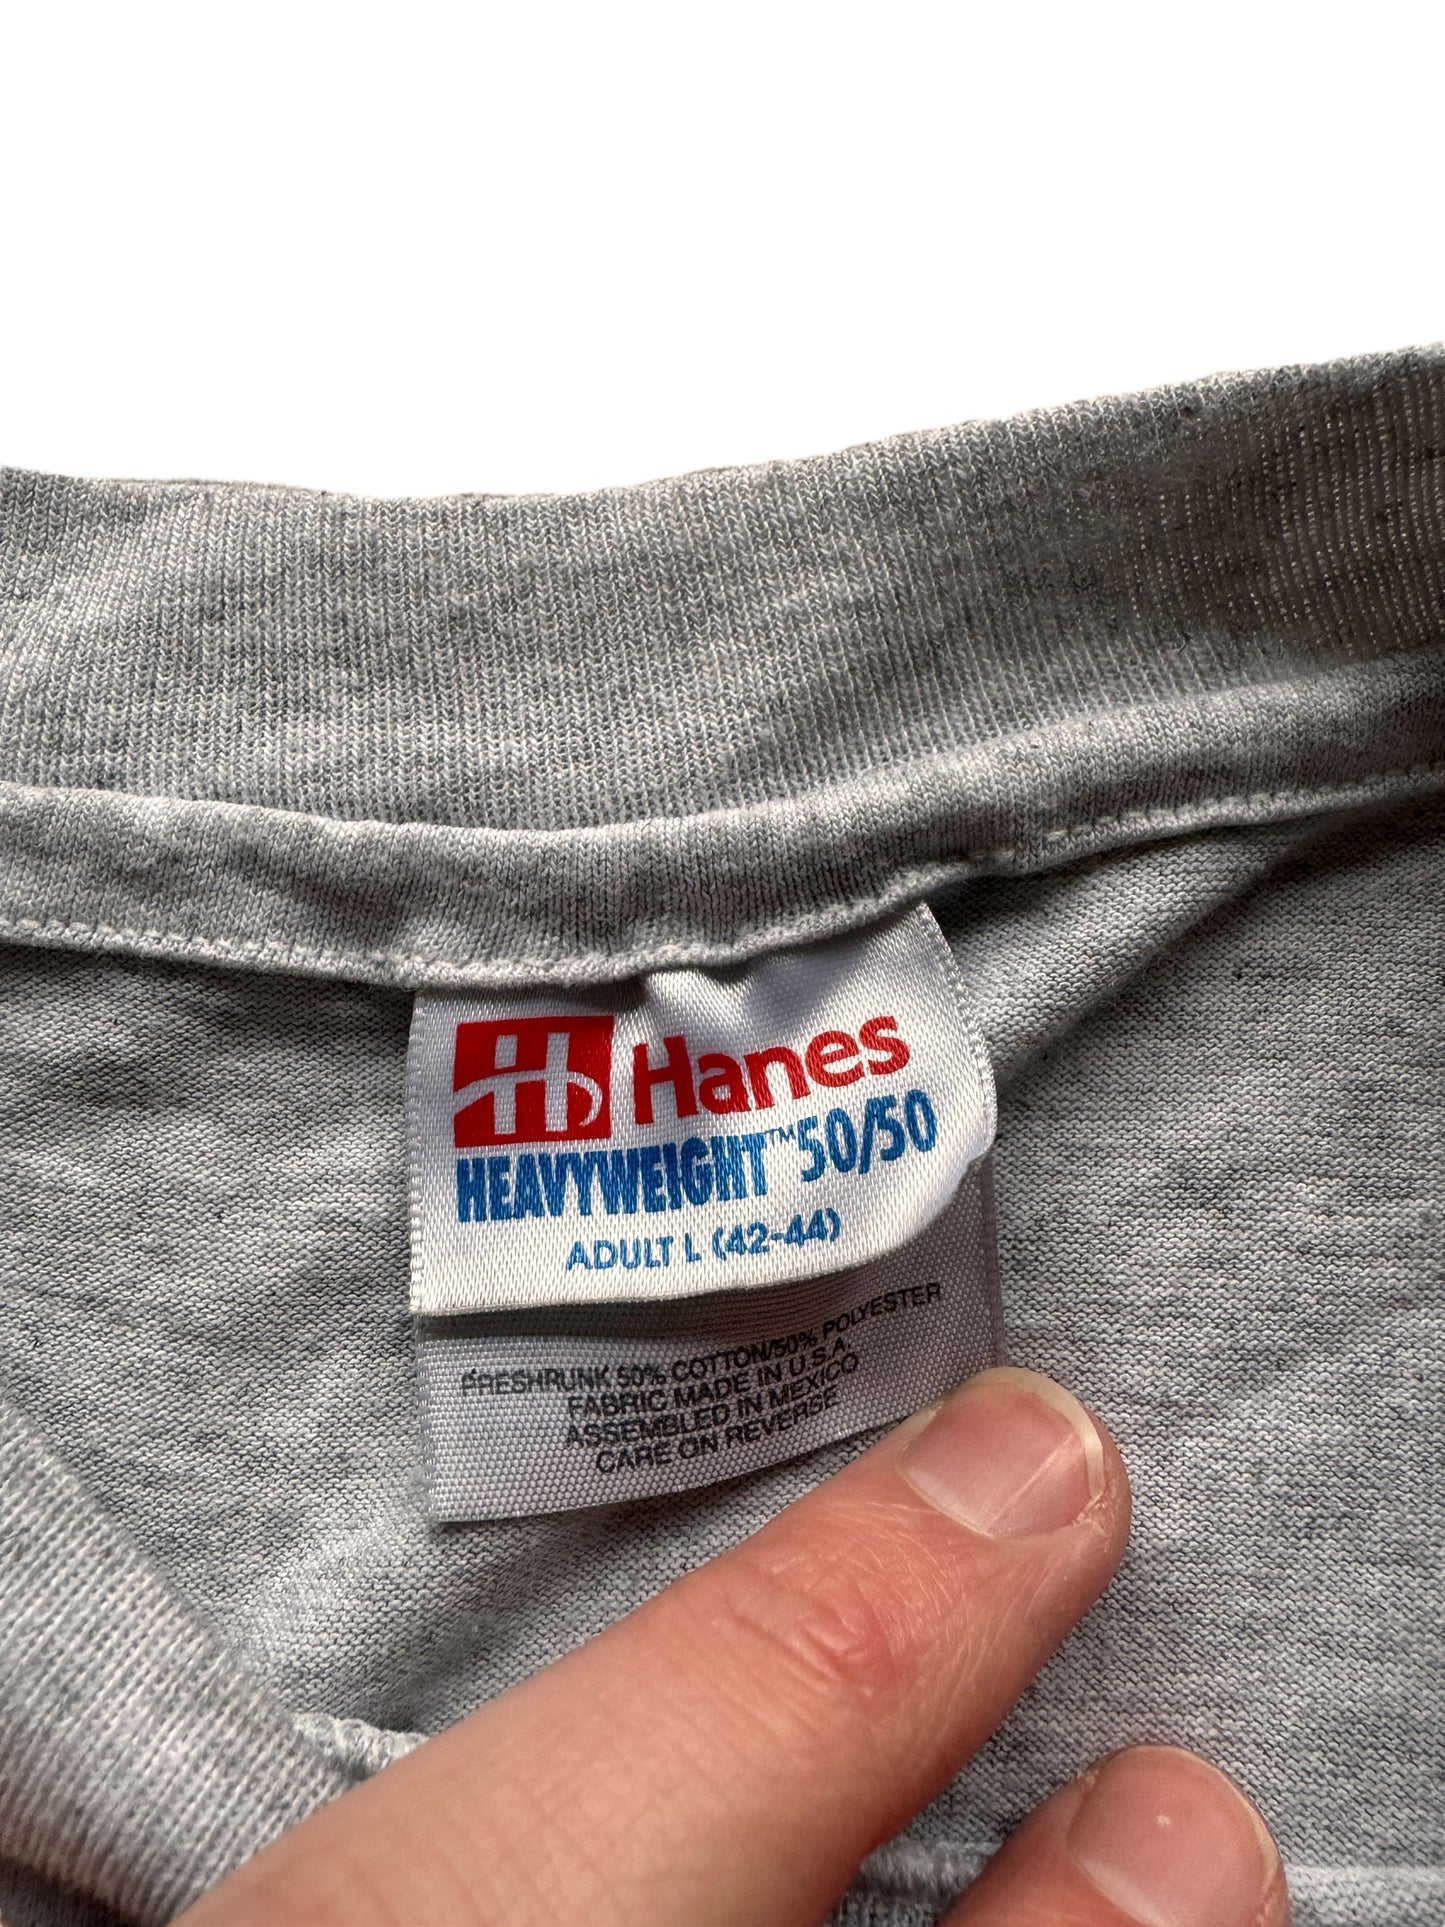 H Hanes
HEAVYWEIGHT™ 50/50
ADULT L (42-44)
PRESHRUNK 50% COTTON/50% POLYESTER
FABRIC MADE IN U.S.A.
ASSEMBLED IN MEXICO
CARE ON REVERSE